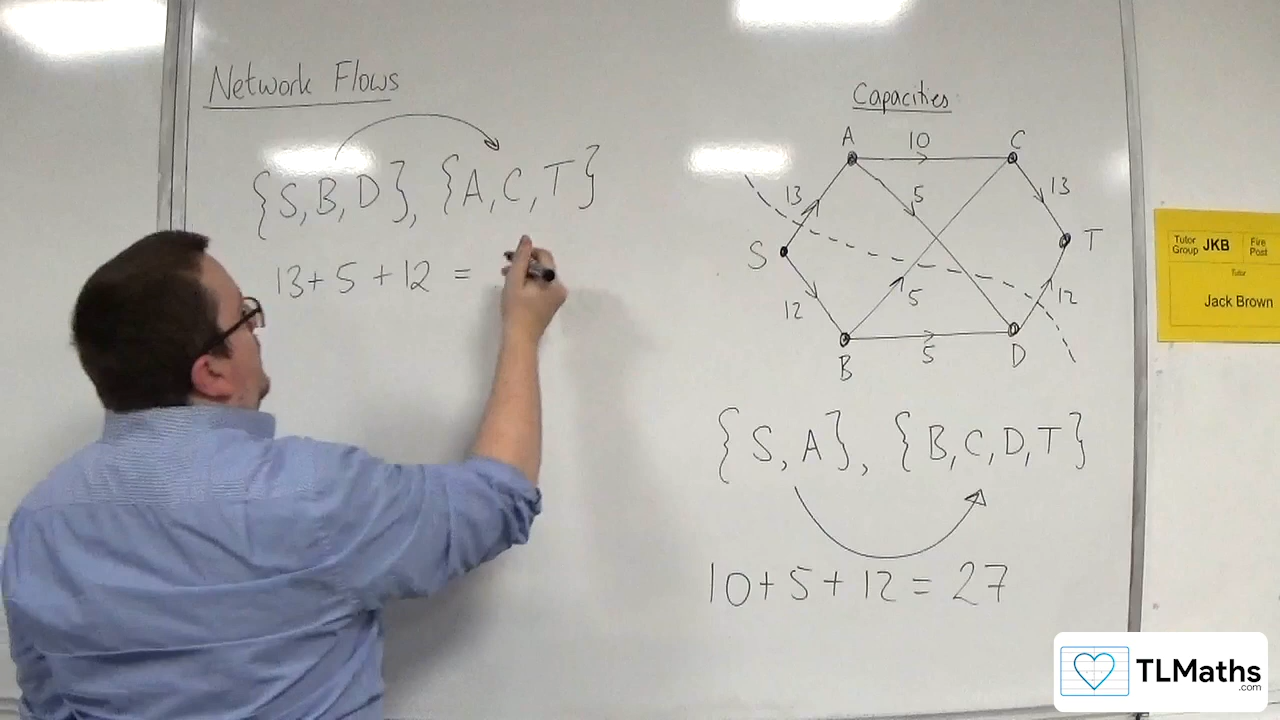 Network Flows
{S, B, D}, {A, C, T}
13 + 5 + 12 =
Capacities
A 10 C
13 5 13
S T
12 5 12
B 5 D
{S, A}, {B, C, D, T}
10 + 5 + 12 = 27
Tutor Group JKB Fire Post
Tutor
Jack Brown
TLMaths
.com